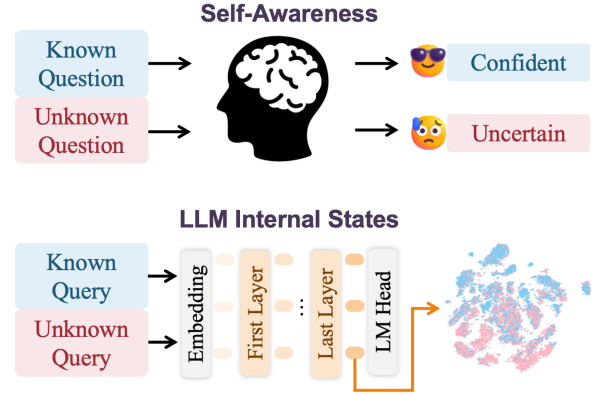 Self-Awareness
Known
Question
Unknown
Question
Confident
Uncertain
LLM Internal States
Known
Query
Unknown
Query
Embedding
First Layer
...
Last Layer
LM Head